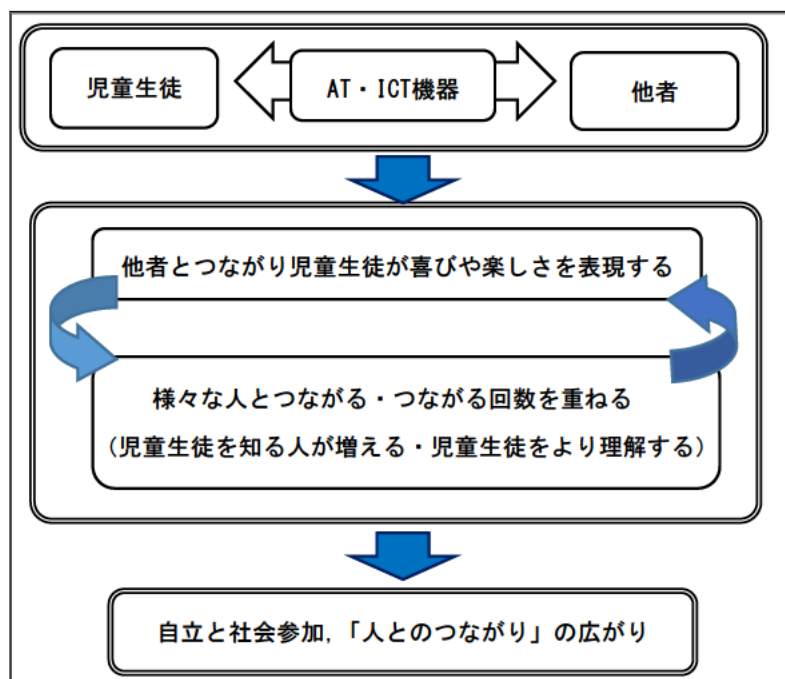 児童生徒
AT・ICT機器
他者
他者とつながり児童生徒が喜びや楽しさを表現する
様々な人とつながる・つながる回数を重ねる
(児童生徒を知る人が増える・児童生徒をより理解する)
自立と社会参加,「人とのつながり」の広がり